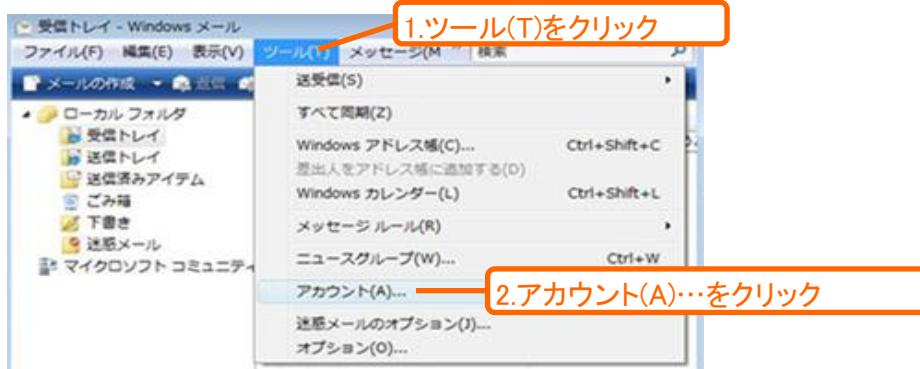 受信トレイ - Windows メール
1.ツール(T)をクリック
ファイル(F) 編集(E) 表示(V) ツール(T) メッセージ(M 検索
メールの作成 返信
送受信(S)
すべて同期(Z)
Windows アドレス帳(C)... Ctrl+Shift+C
差出人をアドレス帳に追加する(D)
Windows カレンダー(L) Ctrl+Shift+L
メッセージ ルール(R)
ニュースグループ(W)... Ctrl+W
アカウント(A)...
2.アカウント(A)…をクリック
迷惑メールのオプション(J)...
オプション(O)...
ローカル フォルダ
受信トレイ
送信トレイ
送信済みアイテム
ごみ箱
下書き
迷惑メール
マイクロソフト コミュニティ